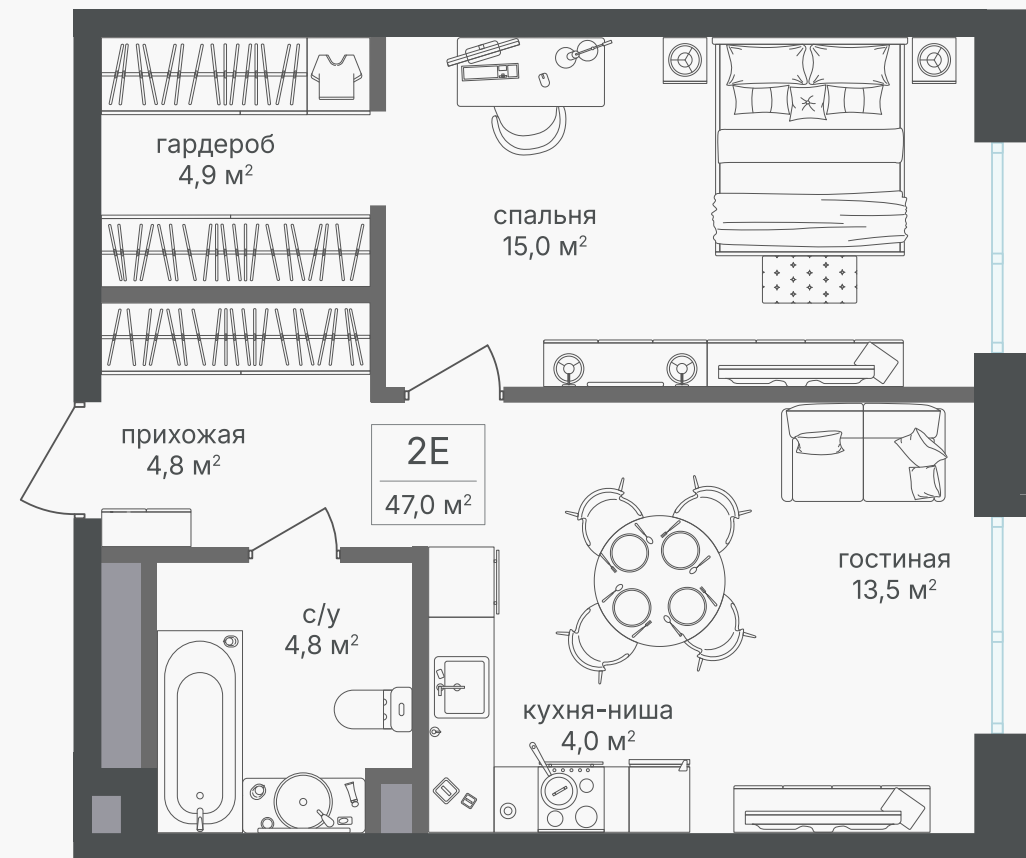 гардероб
4,9 м²
спальня
15,0 м²
прихожая
4,8 м²
2Е
47,0 м²
гостиная
13,5 м²
с/у
4,8 м²
кухня-ниша
4,0 м²